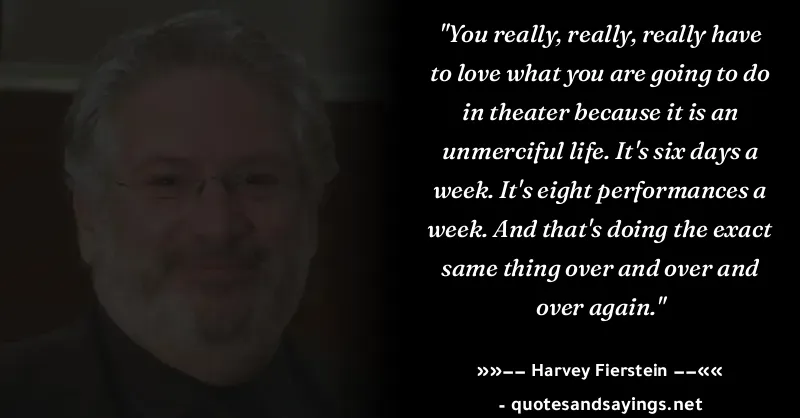 "You really, really, really have
to love what you are going to do
in theater because it is an
unmerciful life. It's six days a
week. It's eight performances a
week. And that's doing the exact
same thing over and over and
over again."
»»−− Harvey Fierstein −−««
- quotesandsayings.net